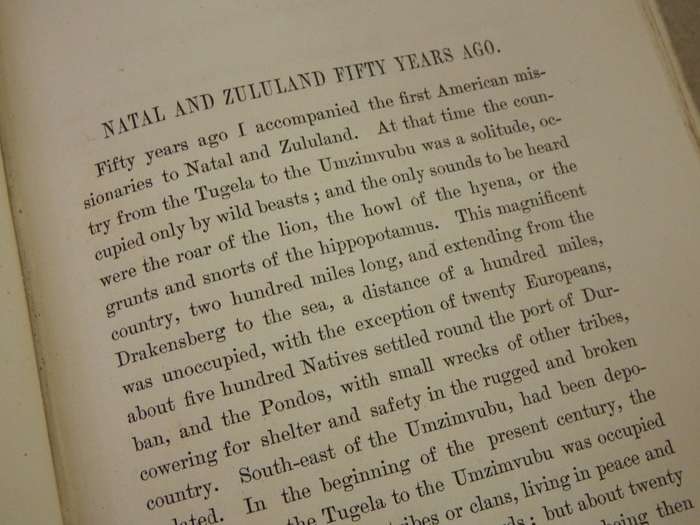 NATAL AND ZULULAND FIFTY YEARS AGO.
Fifty years ago I accompanied the first American mis-
sionaries to Natal and Zululand. At that time the coun-
try from the Tugela to the Umzimvubu was a solitude, oc-
cupied only by wild beasts; and the only sounds to be heard
were the roar of the lion, the howl of the hyena, or the
grunts and snorts of the hippopotamus. This magnificent
country, two hundred miles long, and extending from the
Drakensberg to the sea, a distance of a hundred miles,
was unoccupied, with the exception of twenty Europeans,
about five hundred Natives settled round the port of Dur-
ban, and the Pondos, with small wrecks of other tribes,
cowering for shelter and safety in the rugged and broken
country. South-east of the Umzimvubu, had been depo-
lated. In the beginning of the present century, the
the Tugela to the Umzimvubu was occupied
tribes or clans, living in peace and
; but about twenty
then